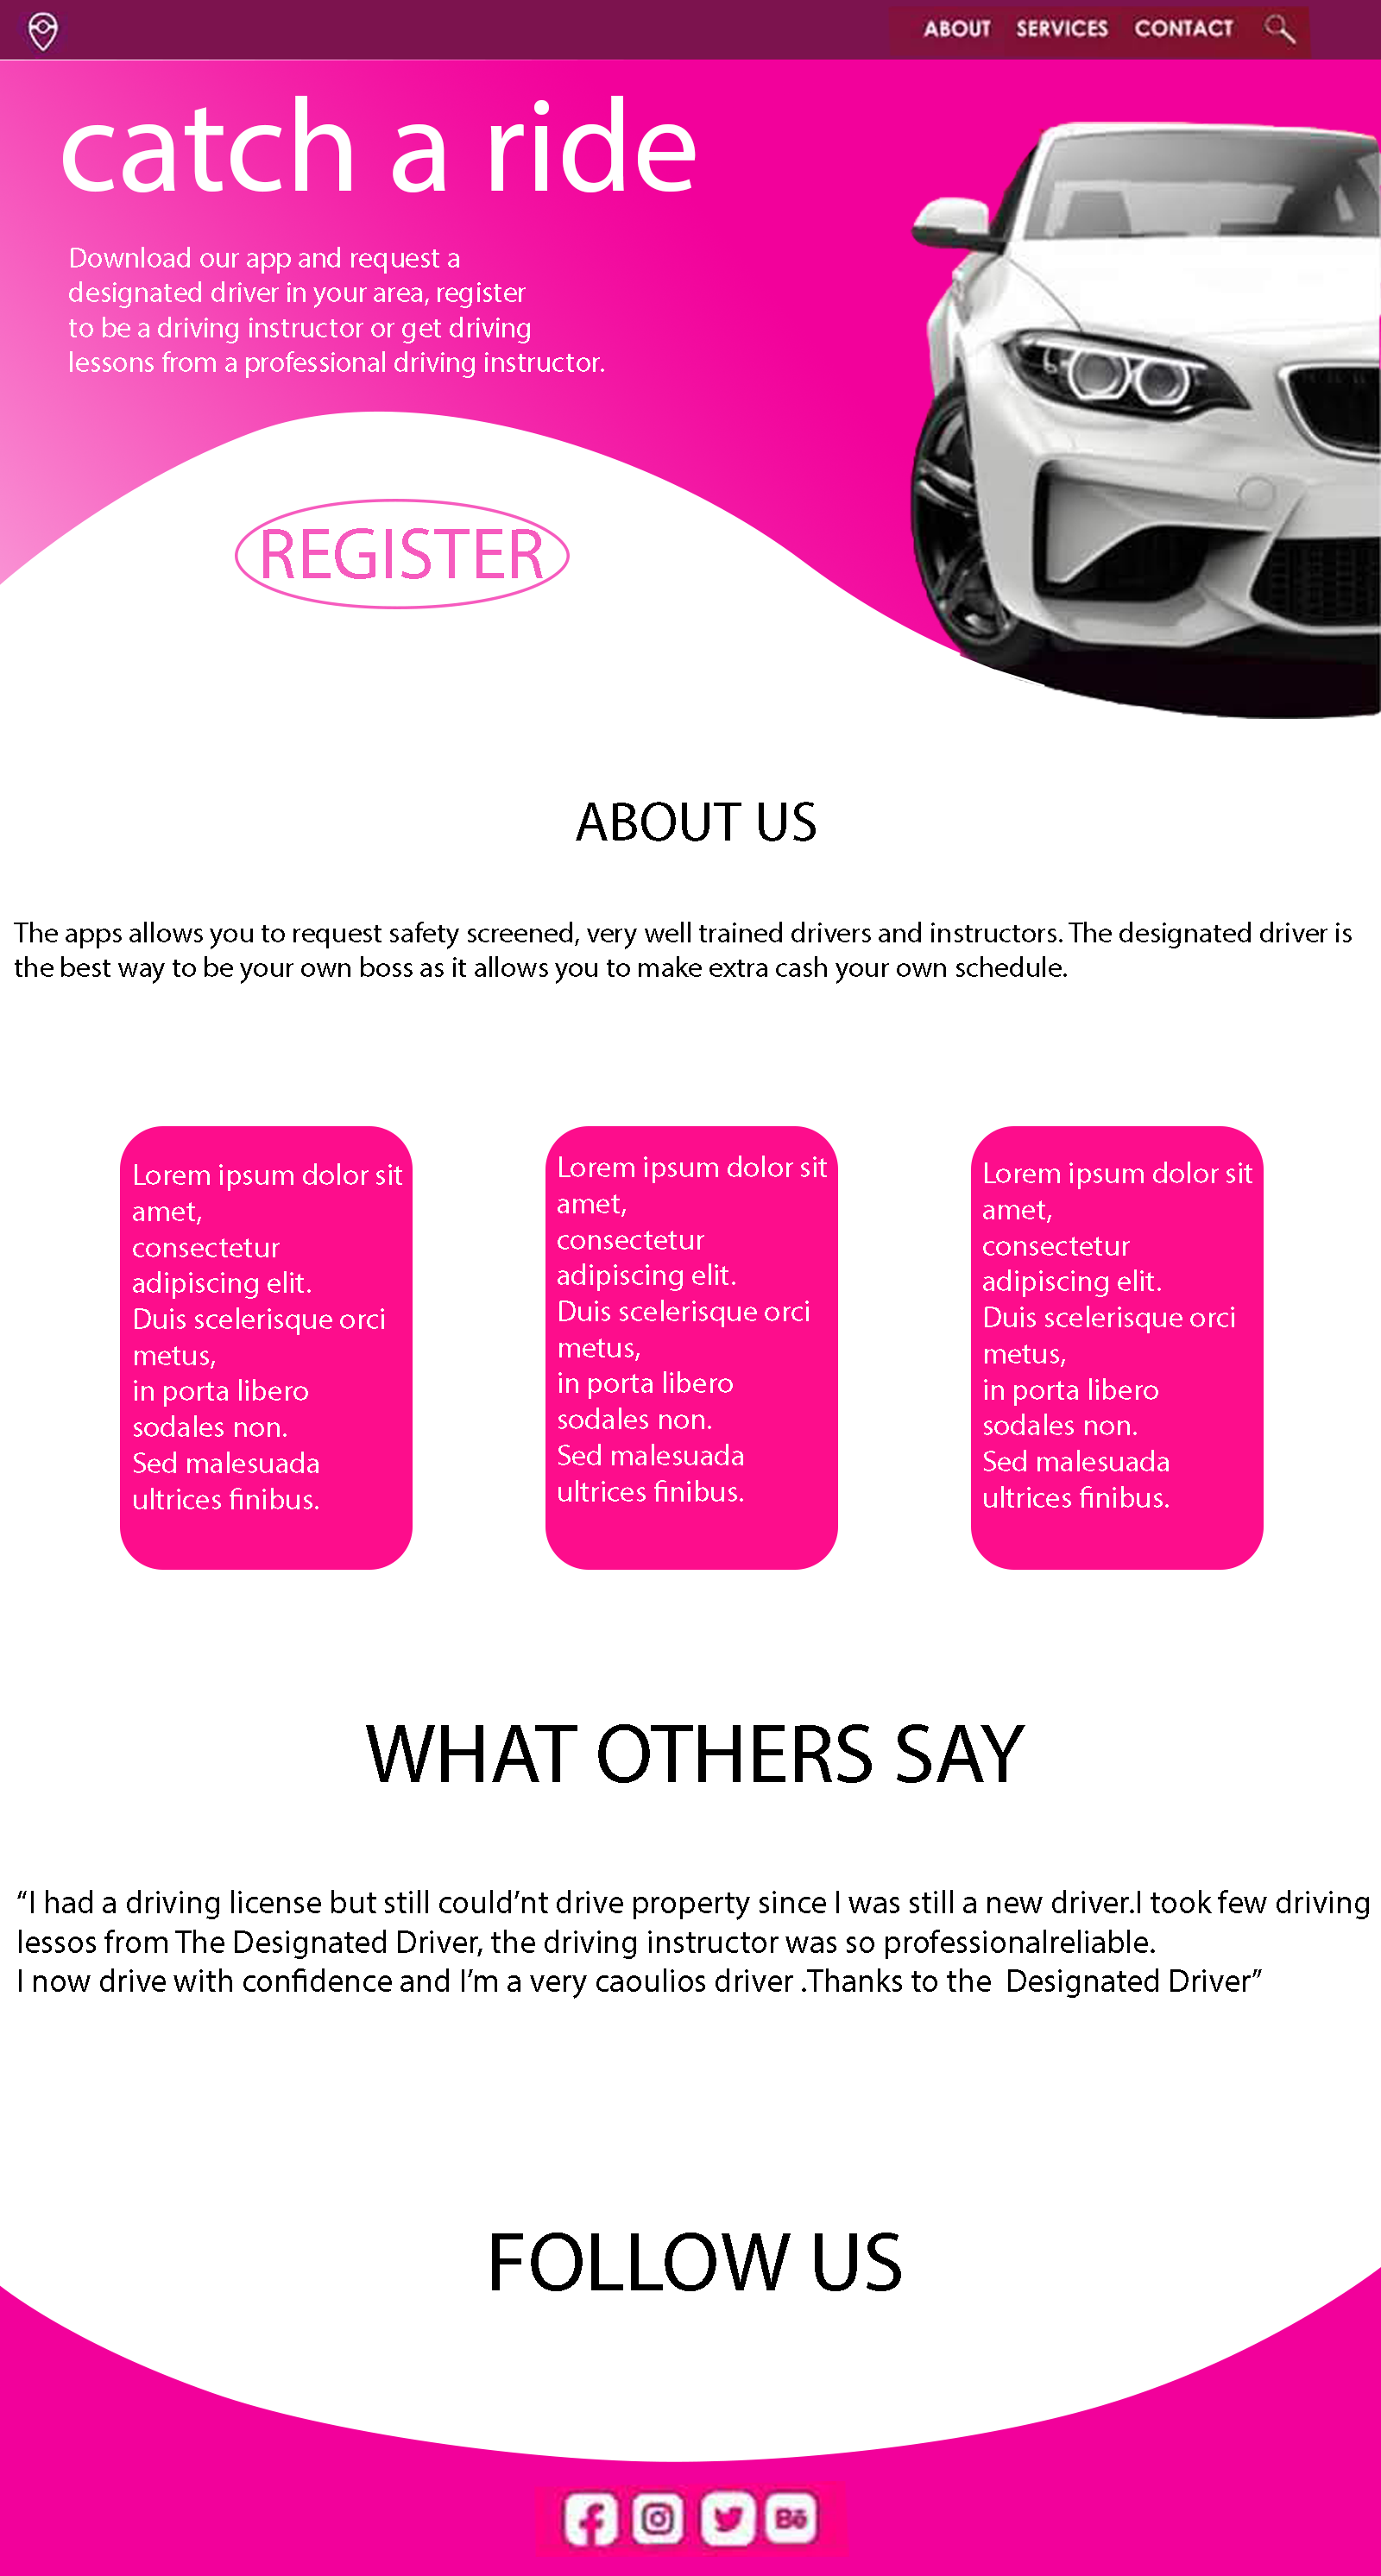 ABOUT SERVICES CONTACT
catch a ride
Download our app and request a
designated driver in your area, register
to be a driving instructor or get driving
lessons from a professional driving instructor.
REGISTER
ABOUT US
The apps allows you to request safety screened, very well trained drivers and instructors. The designated driver is
the best way to be your own boss as it allows you to make extra cash your own schedule.
Lorem ipsum dolor sit
amet,
consectetur
adipiscing elit.
Duis scelerisque orci
metus,
in porta libero
sodales non.
Sed malesuada
ultrices finibus.
Lorem ipsum dolor sit
amet,
consectetur
adipiscing elit.
Duis scelerisque orci
metus,
in porta libero
sodales non.
Sed malesuada
ultrices finibus.
Lorem ipsum dolor sit
amet,
consectetur
adipiscing elit.
Duis scelerisque orci
metus,
in porta libero
sodales non.
Sed malesuada
ultrices finibus.
WHAT OTHERS SAY
“I had a driving license but still could’nt drive property since I was still a new driver.I took few driving
lessos from The Designated Driver, the driving instructor was so professionalreliable.
I now drive with confidence and I’m a very caoulios driver .Thanks to the  Designated Driver”
FOLLOW US
Bē